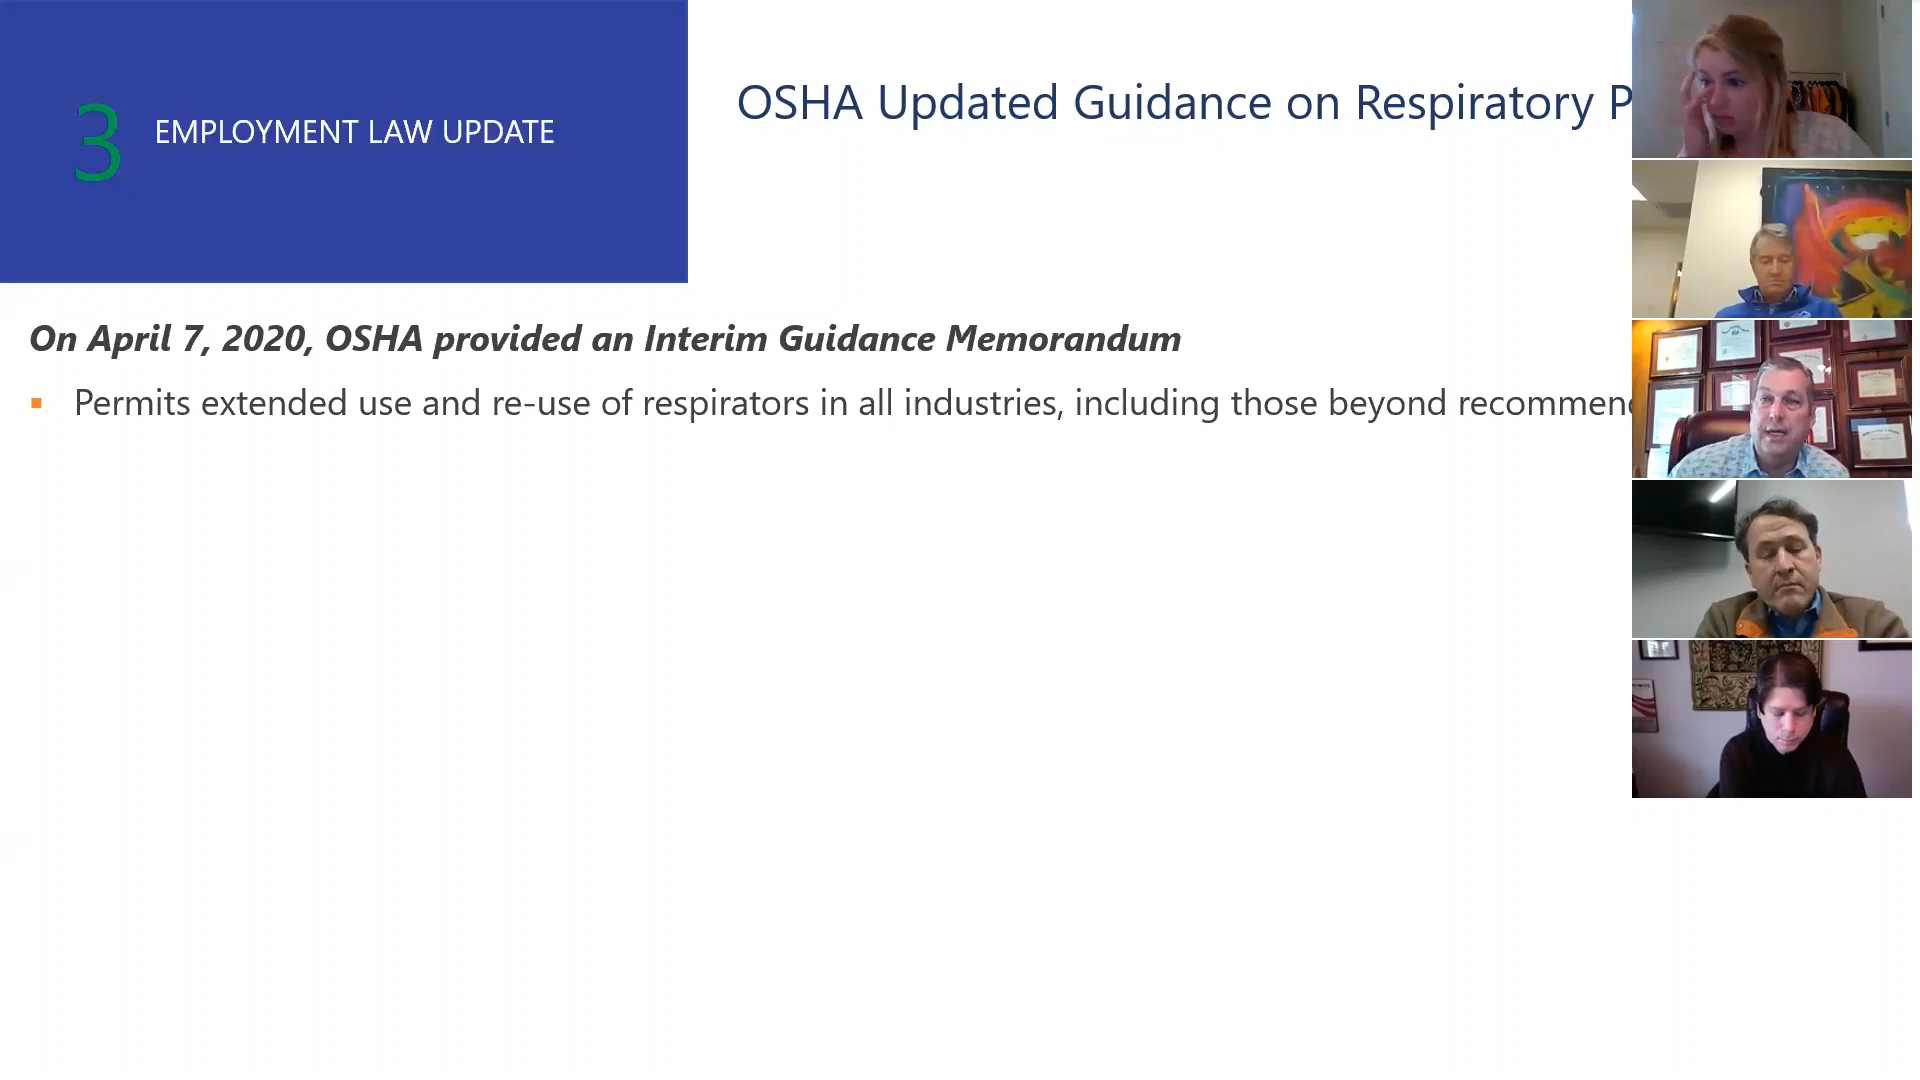 3
EMPLOYMENT LAW UPDATE
OSHA Updated Guidance on Respiratory P
On April 7, 2020, OSHA provided an Interim Guidance Memorandum
▪ Permits extended use and re-use of respirators in all industries, including those beyond recommen